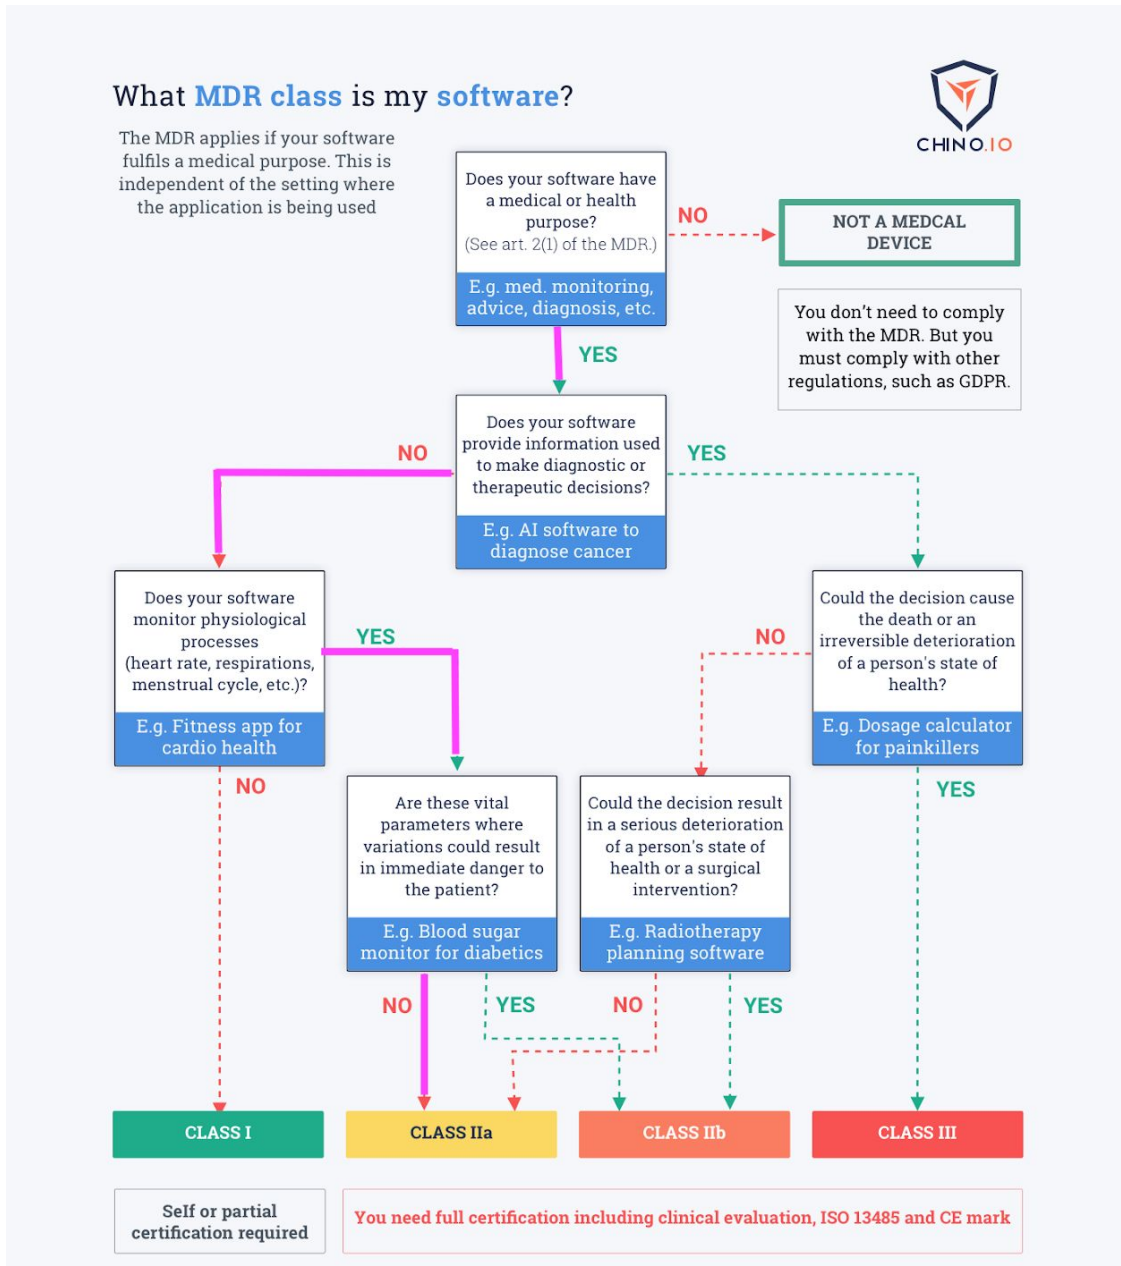 What MDR class is my software?
CHINO.IO
The MDR applies if your software
fulfils a medical purpose. This is
independent of the setting where
the application is being used
Does your software have
a medical or health
purpose?
(See art. 2(1) of the MDR.)
E.g. med. monitoring,
advice, diagnosis, etc.
NO
NOT A MEDCAL
DEVICE
You don't need to comply
with the MDR. But you
must comply with other
regulations, such as GDPR.
YES
Does your software
provide information used
to make diagnostic or
therapeutic decisions?
E.g. AI software to
diagnose cancer
NO
YES
Does your software
monitor physiological
processes
(heart rate, respirations,
menstrual cycle, etc.)?
E.g. Fitness app for
cardio health
YES
NO
Could the decision cause
the death or an
irreversible deterioration
of a person's state of
health?
E.g. Dosage calculator
for painkillers
NO
YES
Are these vital
parameters where
variations could result
in immediate danger to
the patient?
E.g. Blood sugar
monitor for diabetics
NO
YES
Could the decision result
in a serious deterioration
of a person's state of
health or a surgical
intervention?
E.g. Radiotherapy
planning software
NO
YES
CLASS I
CLASS IIa
CLASS IIb
CLASS III
Self or partial
certification required
You need full certification including clinical evaluation, ISO 13485 and CE mark